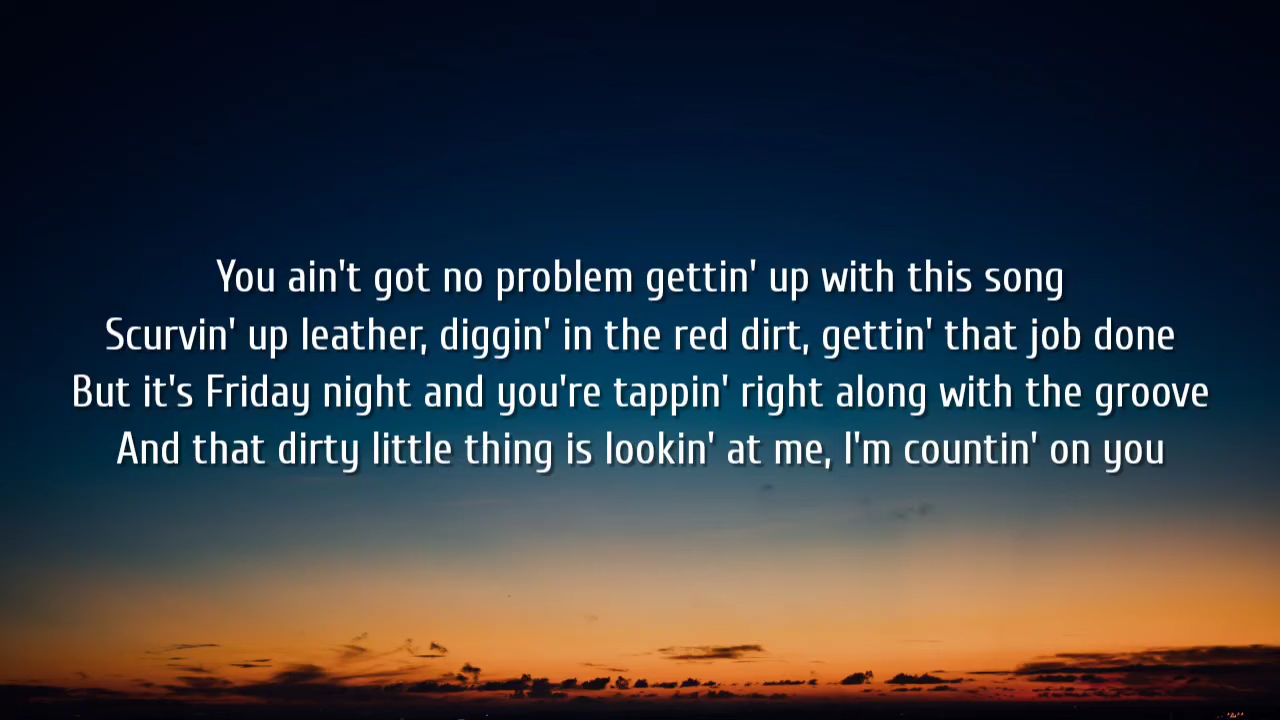 You ain't got no problem gettin' up with this song
Scurvin' up leather, diggin' in the red dirt, gettin' that job done
But it's Friday night and you're tappin' right along with the groove
And that dirty little thing is lookin' at me, I'm countin' on you